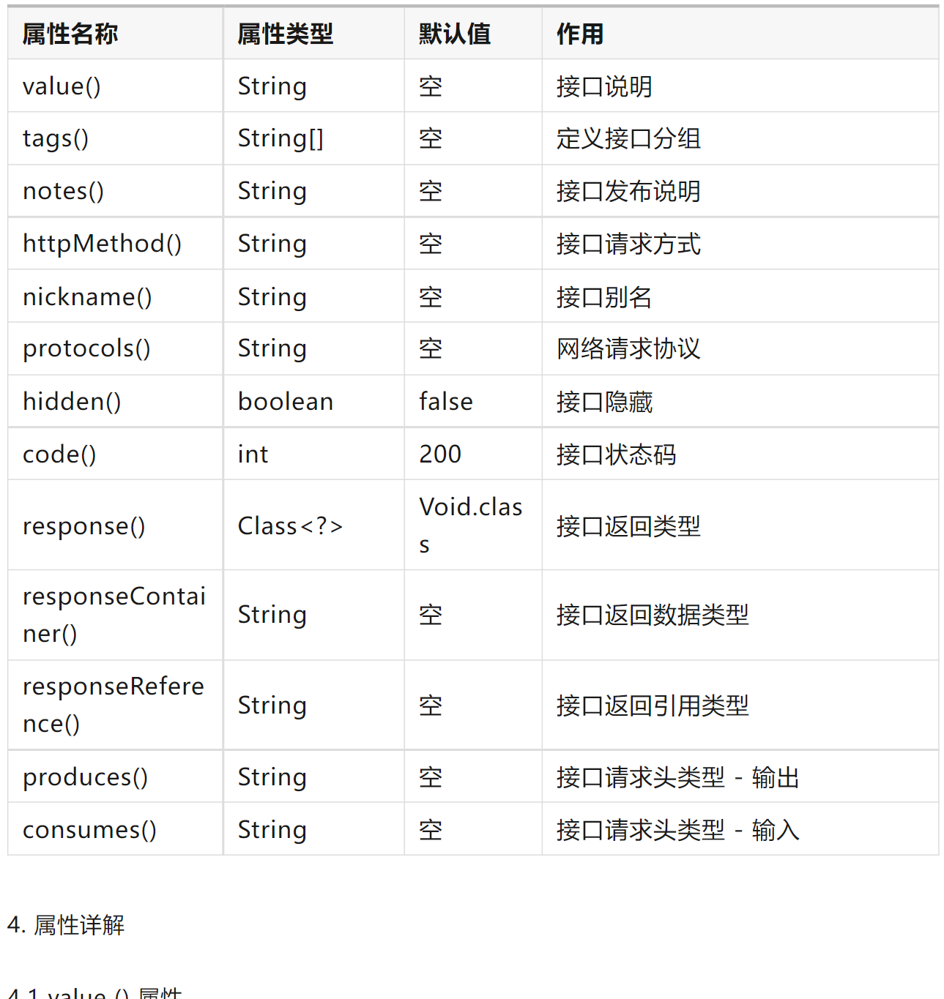 属性名称 属性类型 默认值 作用
value() String 空 接口说明
tags() String[] 空 定义接口分组
notes() String 空 接口发布说明
httpMethod() String 空 接口请求方式
nickname() String 空 接口别名
protocols() String 空 网络请求协议
hidden() boolean false 接口隐藏
code() int 200 接口状态码
response() Class<?> Void.clas
s 接口返回类型
responseContai
ner() String 空 接口返回数据类型
responseRefere
nce() String 空 接口返回引用类型
produces() String 空 接口请求头类型 - 输出
consumes() String 空 接口请求头类型 - 输入
4. 属性详解
4.1 value () 属性